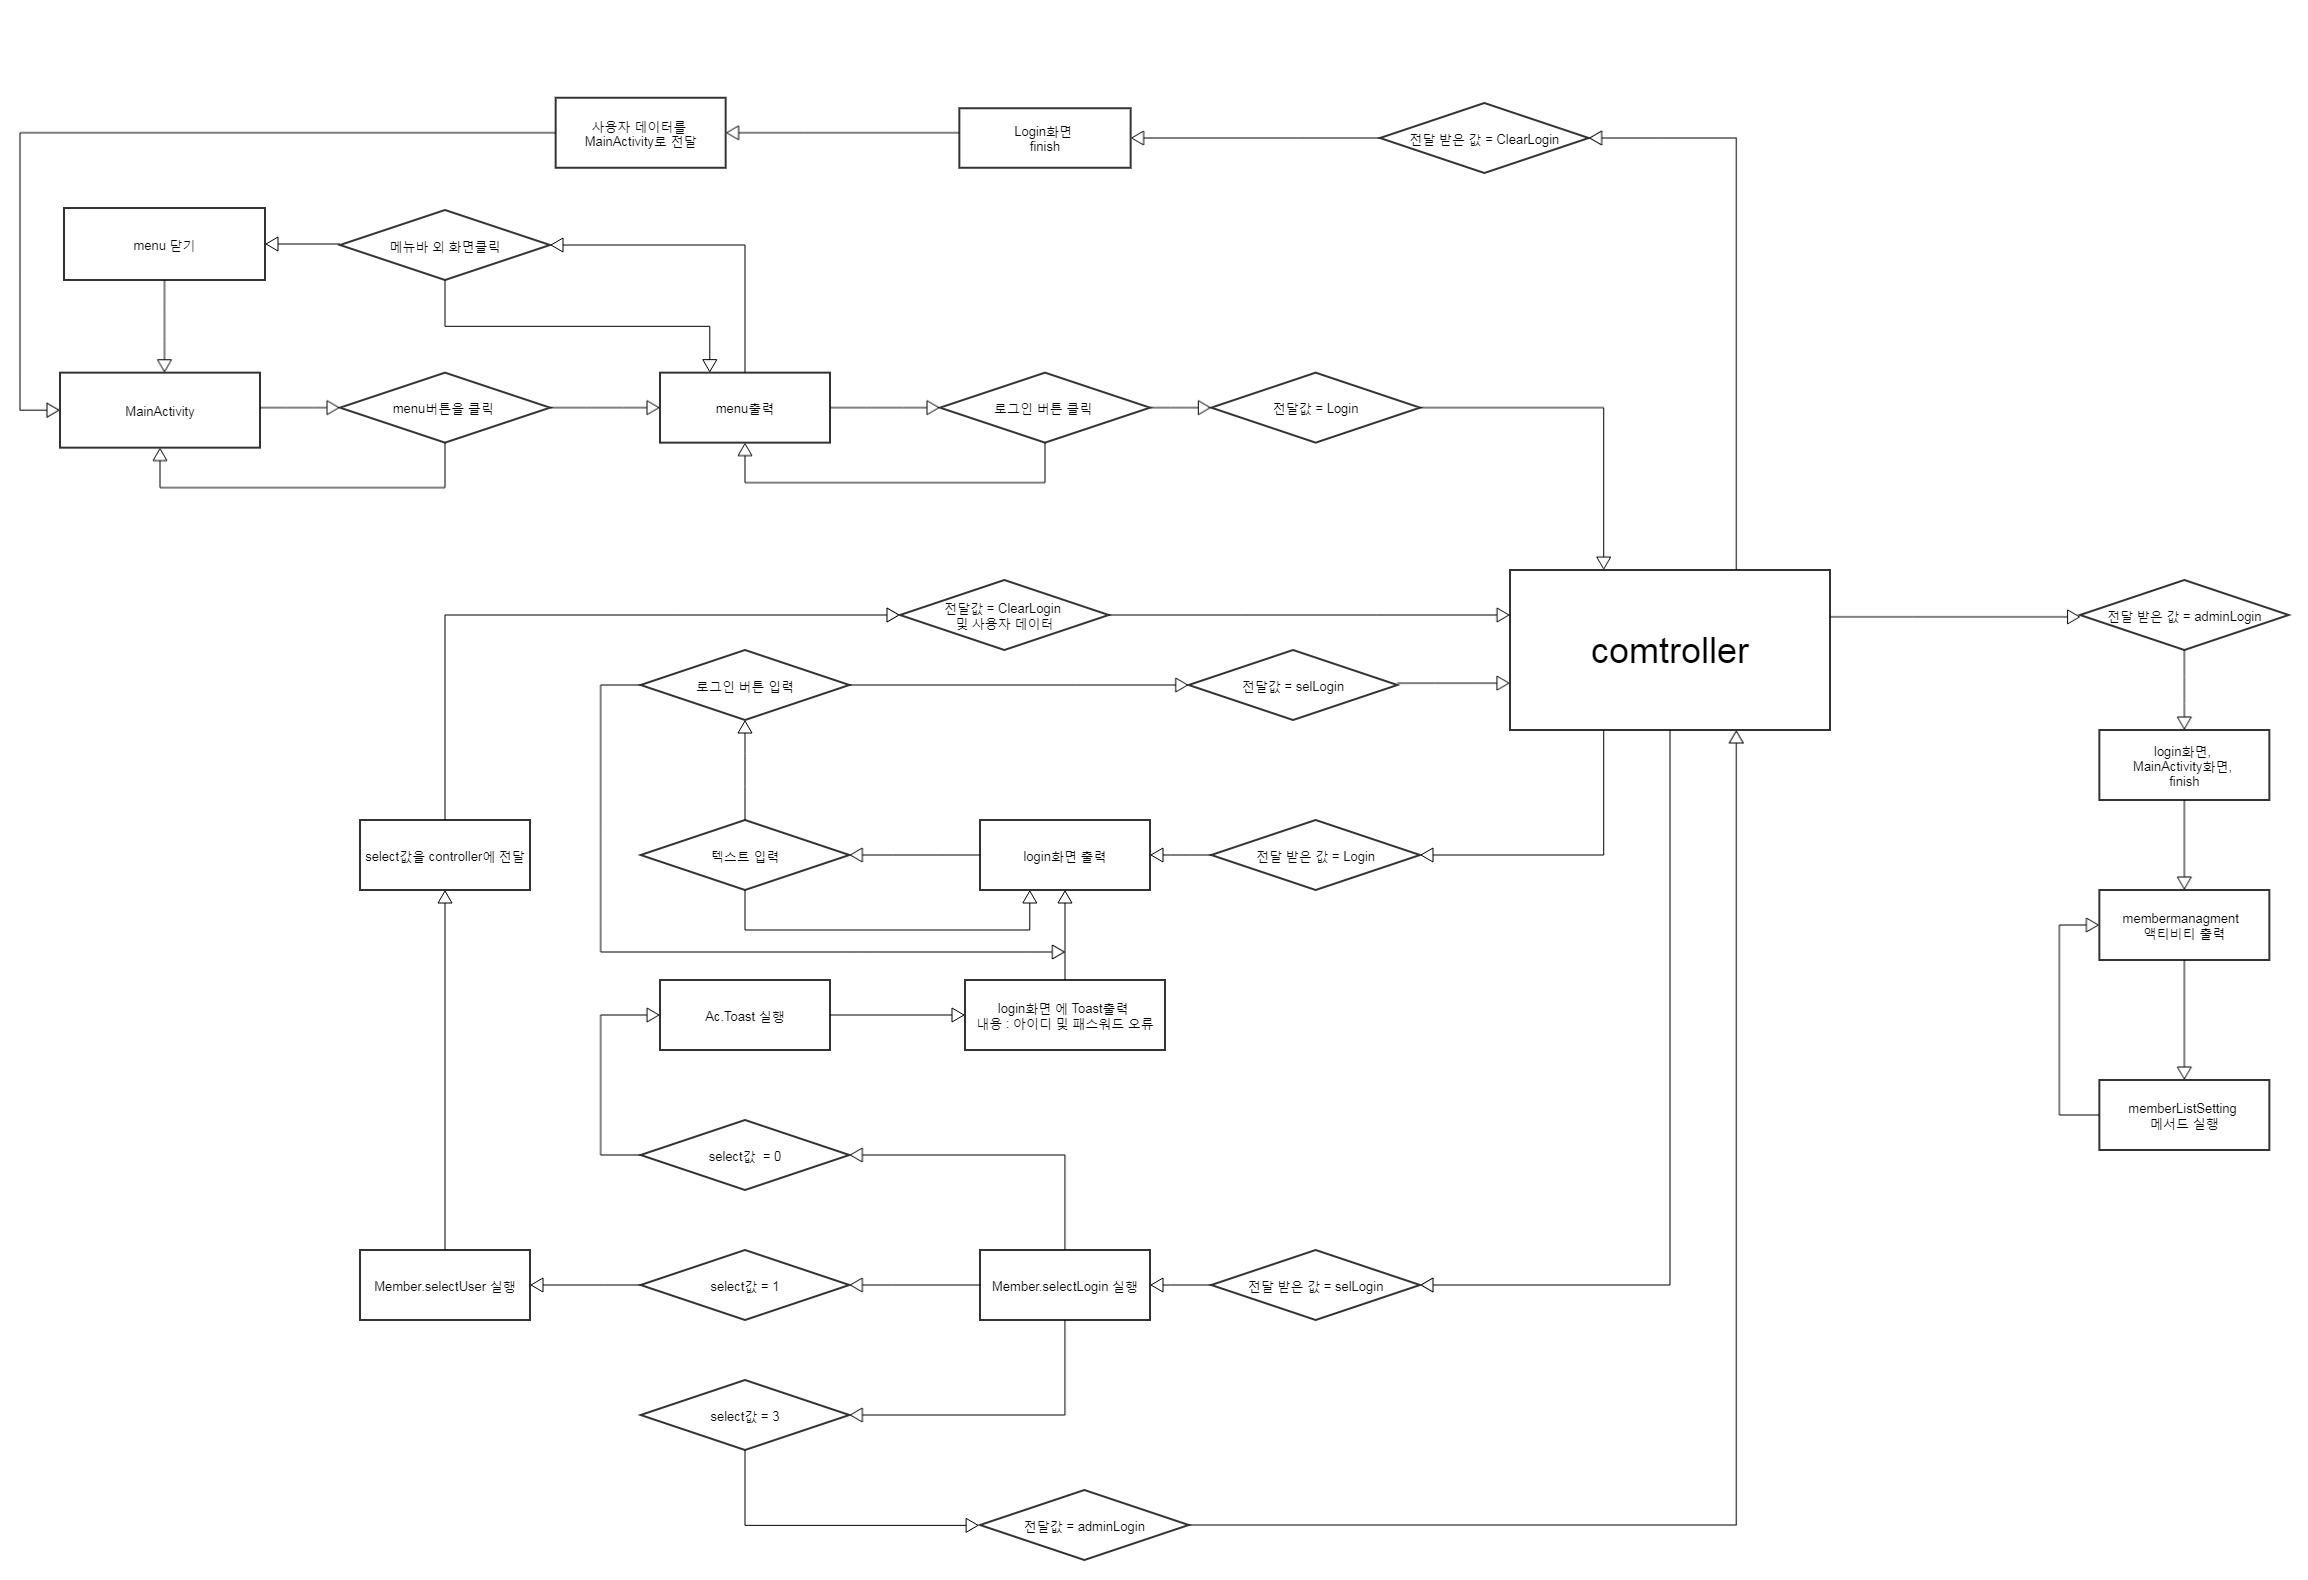 사용자 데이터를
MainActivity로 전달
Login화면
finish
전달 받은 값 = ClearLogin
menu 닫기
메뉴바 외 화면클릭
MainActivity
menu버튼을 클릭
menu출력
로그인 버튼 클릭
전달값 = Login
전달값 = ClearLogin
및 사용자 데이터
comtroller
전달 받은 값 = adminLogin
로그인 버튼 입력
전달값 = selLogin
login화면,
MainActivity화면,
finish
select값을 controller에 전달
텍스트 입력
login화면 출력
전달 받은 값 = Login
membermanagment
액티비티 출력
Ac.Toast 실행
login화면 에 Toast출력
내용 : 아이디 및 패스워드 오류
memberListSetting
메서드 실행
select값  = 0
Member.selectUser 실행
select값 = 1
Member.selectLogin 실행
전달 받은 값 = selLogin
select값 = 3
전달값 = adminLogin